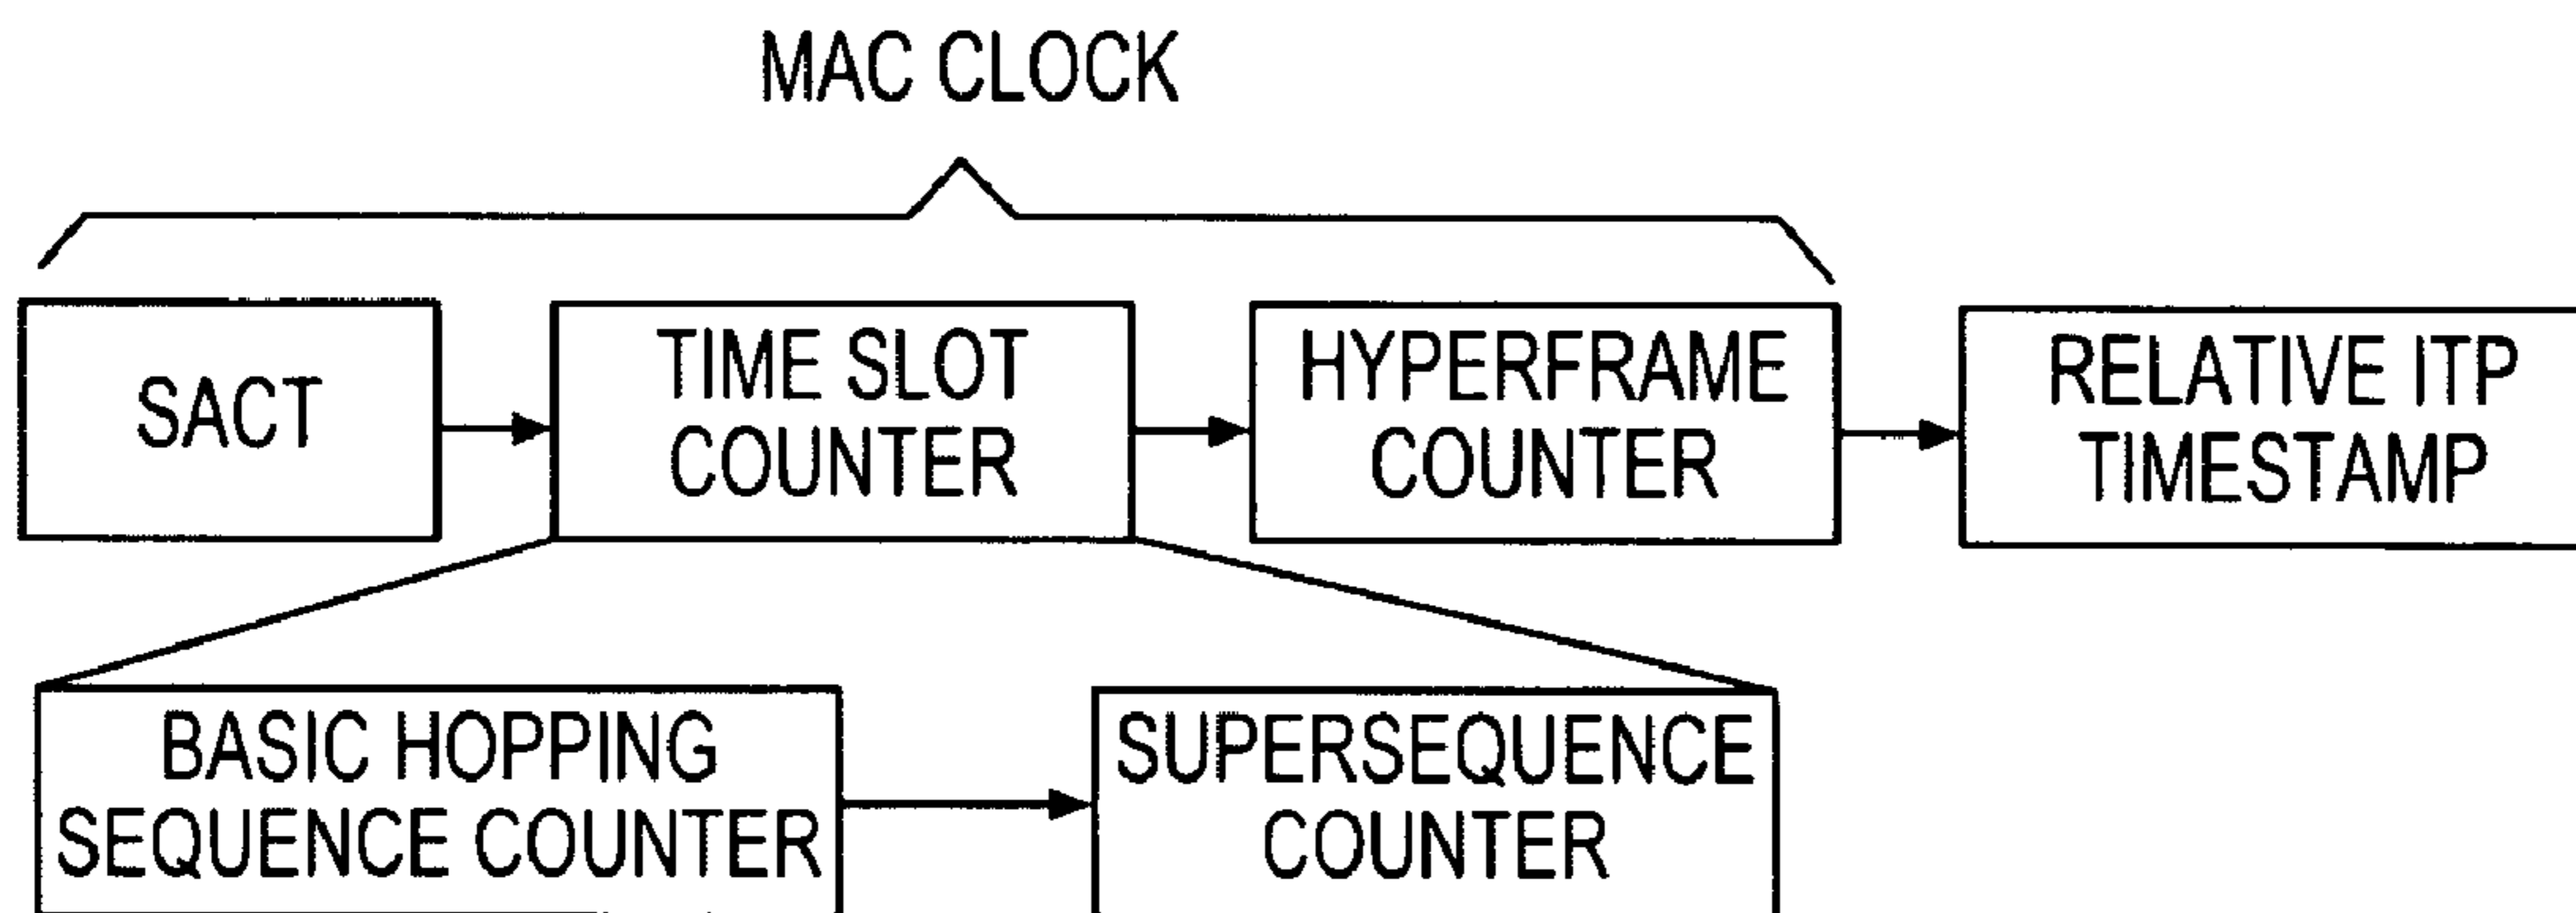 MAC CLOCK
SACT
TIME SLOT
COUNTER
HYPERFRAME
COUNTER
RELATIVE ITP
TIMESTAMP
BASIC HOPPING
SEQUENCE COUNTER
SUPERSEQUENCE
COUNTER